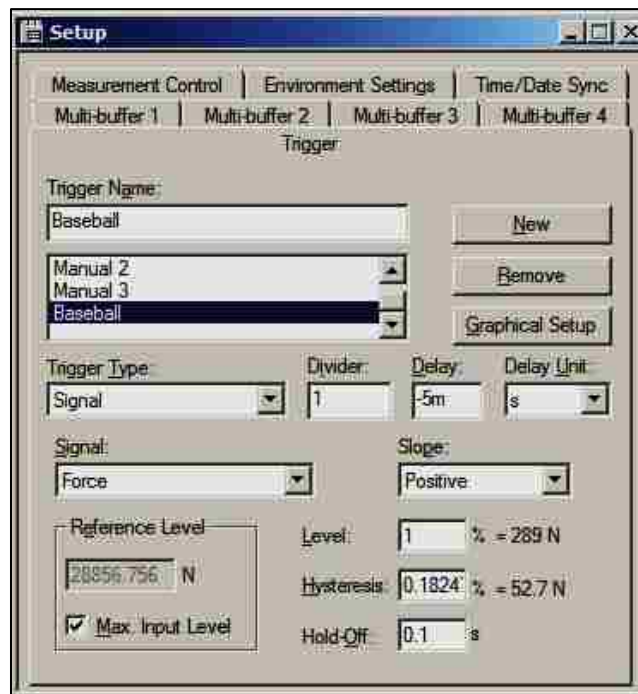 Setup
Measurement Control Environment Settings Time/Date Sync
Multi-buffer 1 Multi-buffer 2 Multi-buffer 3 Multi-buffer 4
Trigger
Trigger Name:
Baseball
New
Manual 2
Manual 3
Baseball
Remove
Graphical Setup
Trigger Type: Divider: Delay: Delay Unit:
Signal 1 -5m s
Signal: Slope:
Force Positive
Reference Level
28856.756 N
Max. Input Level
Level: 1 % = 289 N
Hysteresis: 0.1824 % = 52.7 N
Hold-Off: 0.1 s